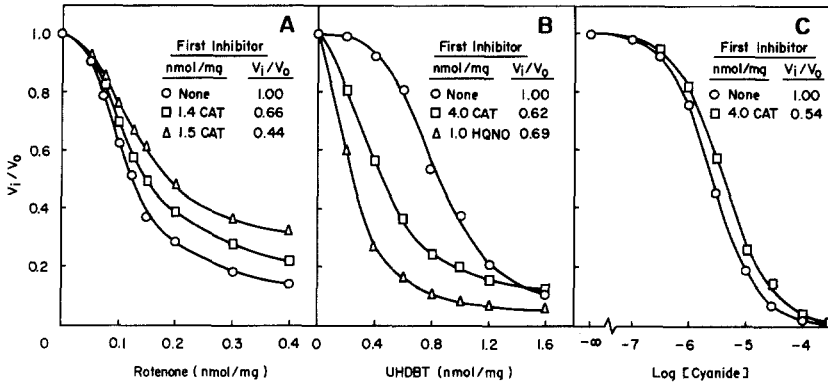 A
First Inhibitor
nmol/mg Vi/Vo
None 1.00
1.4 CAT 0.66
1.5 CAT 0.44
1.0
0.8
0.6
0.4
0.2
0
Vi/Vo
0.1 0.2 0.3 0.4
Rotenone (nmol/mg)
B
First Inhibitor
nmol/mg Vi/Vo
None 1.00
4.0 CAT 0.62
1.0 HQNO 0.69
0 0.4 0.8 1.2 1.6
UHDBT (nmol/mg)
C
First Inhibitor
nmol/mg Vi/Vo
None 1.00
4.0 CAT 0.54
-∞ -7 -6 -5 -4
Log [Cyanide]